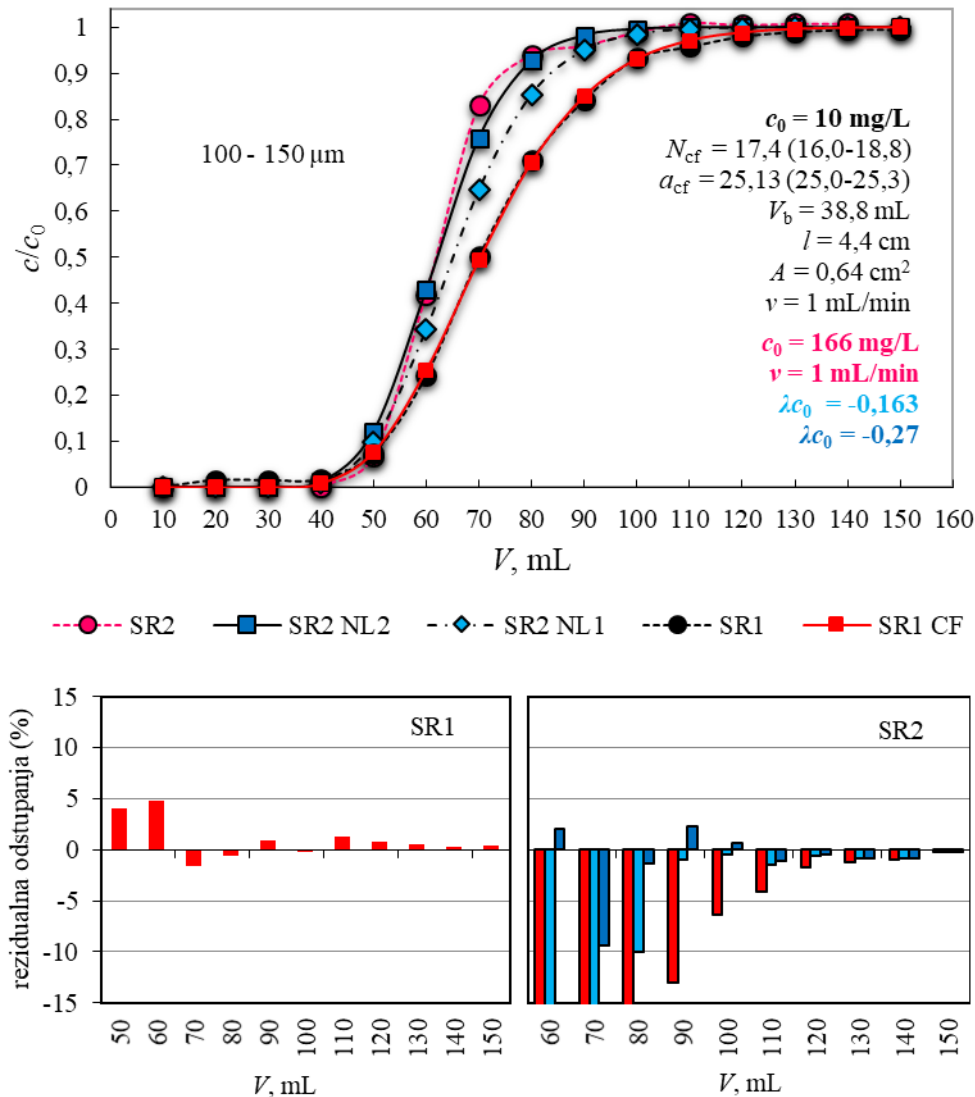 1
0,9
0,8
0,7
0,6
0,5
0,4
0,3
0,2
0,1
0
c/c₀
100 - 150 µm
c₀ = 10 mg/L
N_cf = 17,4 (16,0-18,8)
a_cf = 25,13 (25,0-25,3)
V_b = 38,8 mL
l = 4,4 cm
A = 0,64 cm²
v = 1 mL/min
c₀ = 166 mg/L
v = 1 mL/min
λc₀ = -0,163
λc₀ = -0,27
0 10 20 30 40 50 60 70 80 90 100 110 120 130 140 150 160
V, mL
SR2 SR2 NL2 SR2 NL1 SR1 SR1 CF
rezidualna odstupanja (%)
15
10
5
0
-5
-10
-15
SR1
50 60 70 80 90 100 110 120 130 140 150
V, mL
SR2
60 70 80 90 100 110 120 130 140 150
V, mL